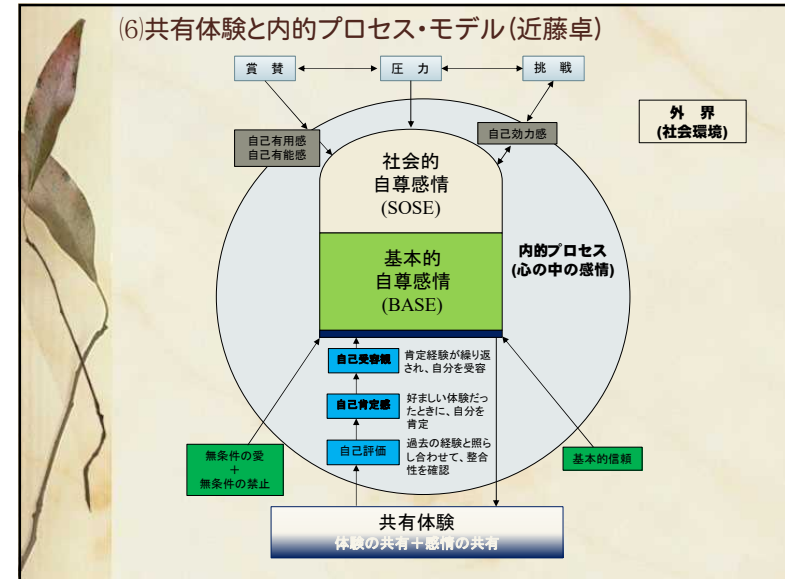 ⑹共有体験と内的プロセス・モデル(近藤卓)
賞 賛
圧 力
挑 戦
外 界
(社会環境)
自己有用感
自己有能感
自己効力感
社会的
自尊感情
(SOSE)
基本的
自尊感情
(BASE)
内的プロセス
(心の中の感情)
自己受容観
肯定経験が繰り返
され、自分を受容
自己肯定感
好ましい体験だっ
たときに、自分を
肯定
自己評価
過去の経験と照ら
し合わせて、整合
性を確認
無条件の愛
+
無条件の禁止
基本的信頼
共有体験
体験の共有+感情の共有